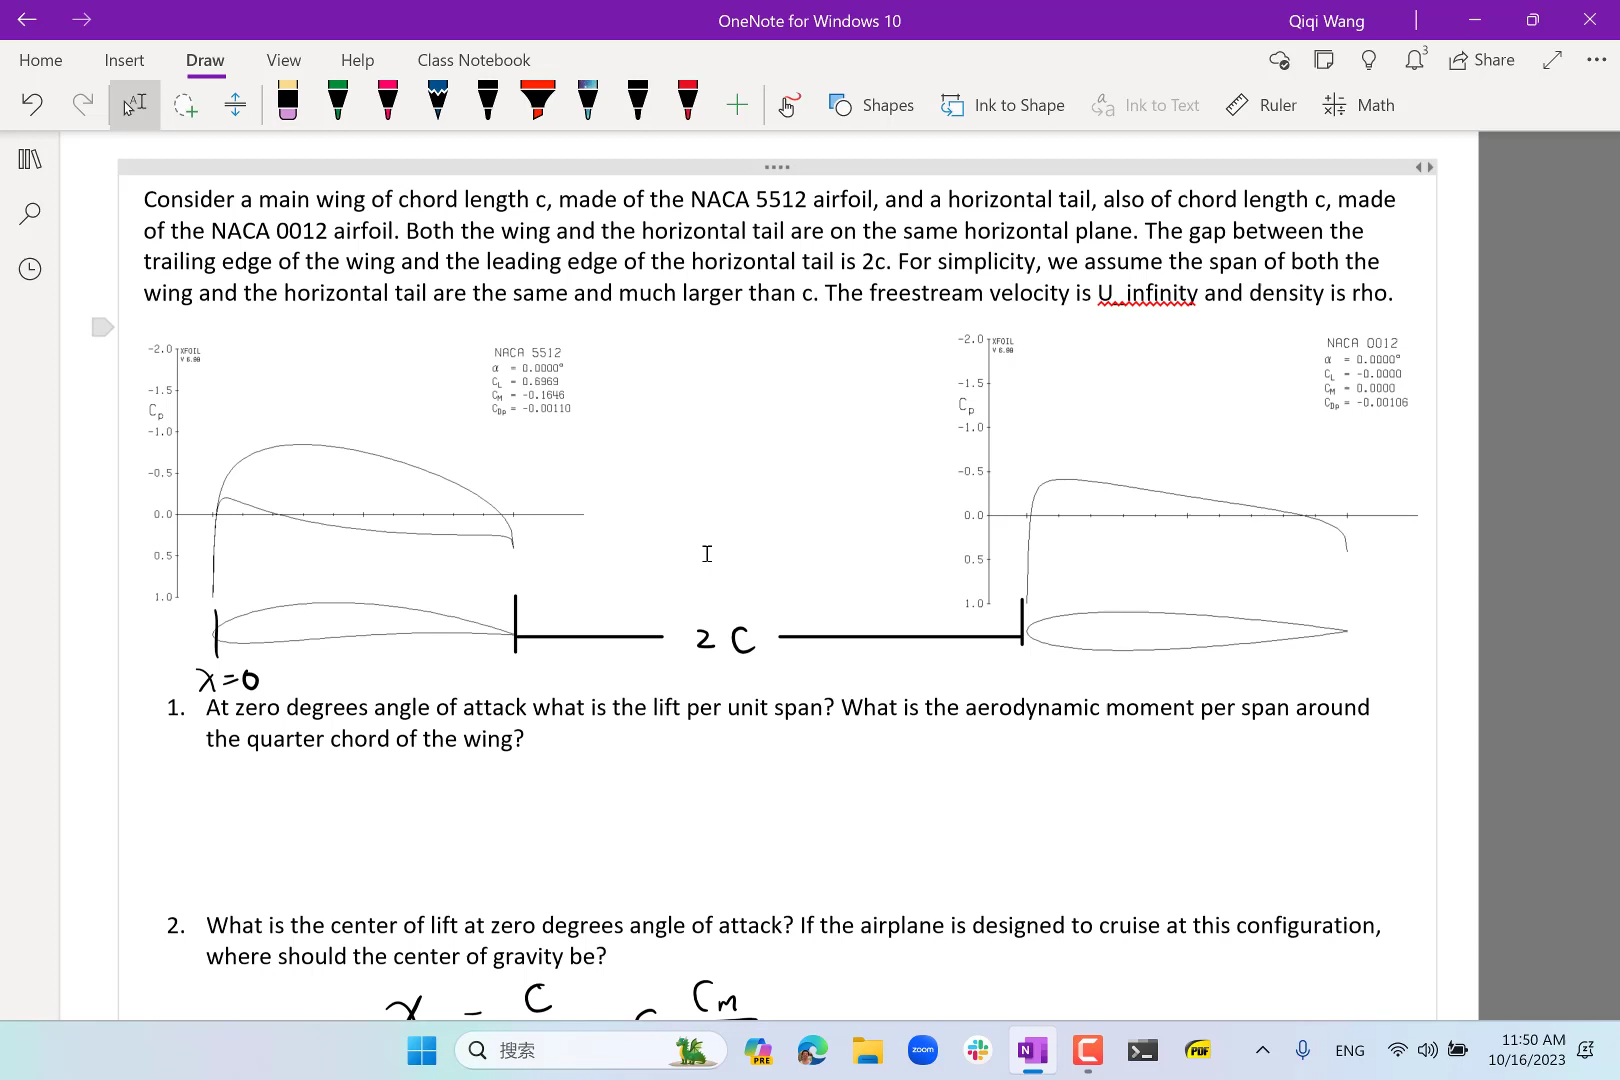 OneNote for Windows 10
Qiqi Wang
Home Insert Draw View Help Class Notebook
3
Share
Shapes Ink to Shape Ink to Text Ruler Math
Consider a main wing of chord length c, made of the NACA 5512 airfoil, and a horizontal tail, also of chord length c, made
of the NACA 0012 airfoil. Both the wing and the horizontal tail are on the same horizontal plane. The gap between the
trailing edge of the wing and the leading edge of the horizontal tail is 2c. For simplicity, we assume the span of both the
wing and the horizontal tail are the same and much larger than c. The freestream velocity is U_infinity and density is rho.
-2.0
XFOIL
V 6.99
-1.5
Cp
-1.0
-0.5
0.0
0.5
1.0
NACA 5512
α = 0.0000°
CL = 0.6969
CM = -0.1646
CDp = -0.00110
-2.0
XFOIL
V 6.99
-1.5
Cp
-1.0
-0.5
0.0
0.5
1.0
NACA 0012
α = 0.0000°
CL = -0.0000
CM = 0.0000
CDp = -0.00106
2 C
x=0
1. At zero degrees angle of attack what is the lift per unit span? What is the aerodynamic moment per span around
the quarter chord of the wing?
2. What is the center of lift at zero degrees angle of attack? If the airplane is designed to cruise at this configuration,
where should the center of gravity be?
x = C Cm
搜索
PRE
zoom
N
PDF
ENG
11:50 AM
10/16/2023